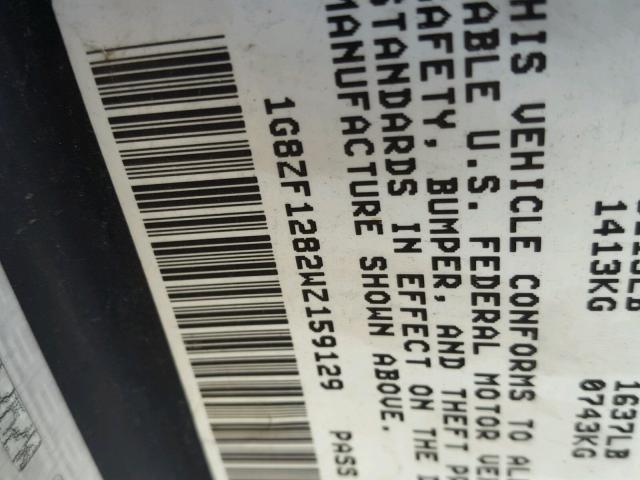 1637LB
1413KG 0743KG
HIS VEHICLE CONFORMS TO AL
ABLE U.S. FEDERAL MOTOR VE
AFETY, BUMPER, AND THEFT P
STANDARDS IN EFFECT ON THE
MANUFACTURE SHOWN ABOVE.
1G8ZF1282WZ159129 PASS